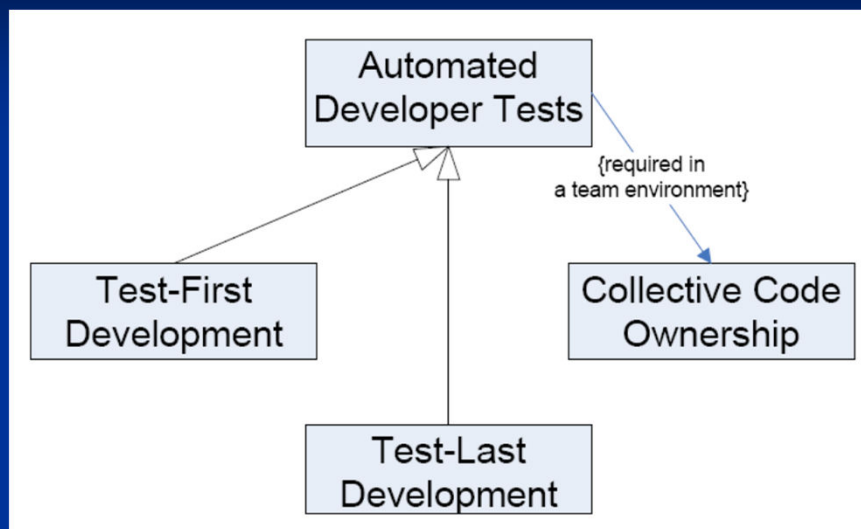 Automated
Developer Tests
{required in
a team environment}
Test-First
Development
Collective Code
Ownership
Test-Last
Development